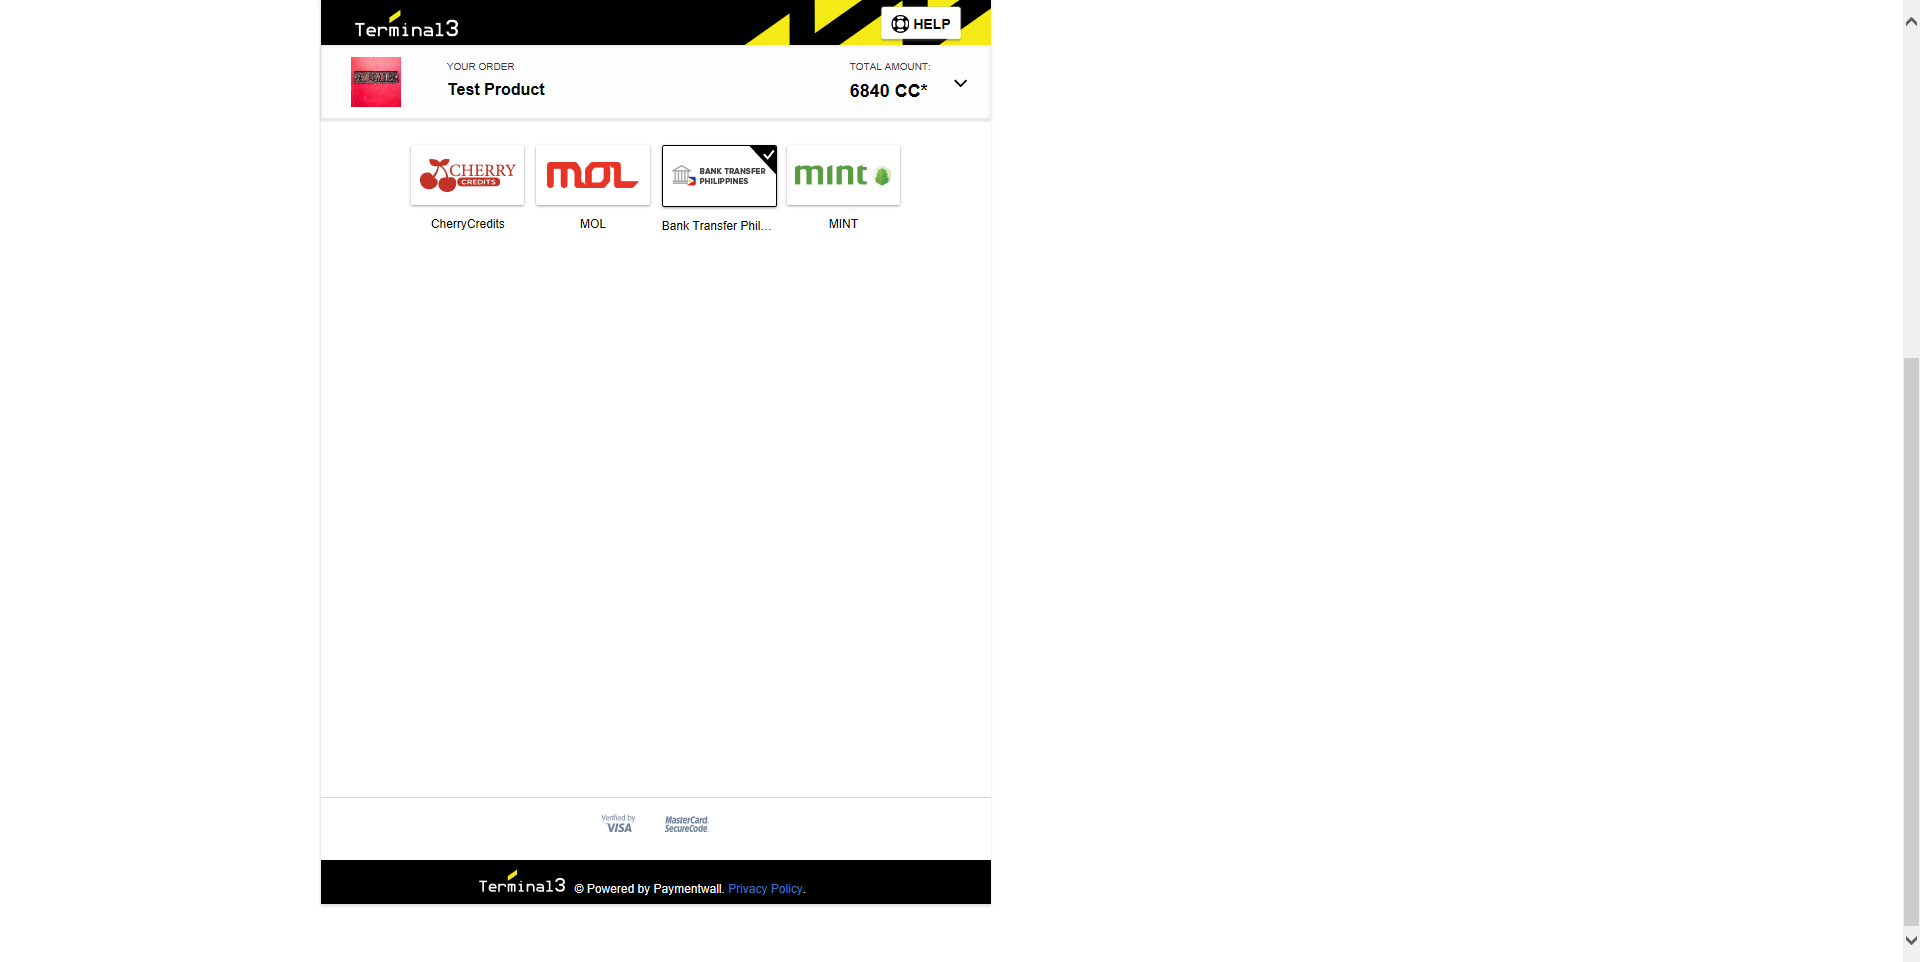 Terminal3
HELP
YOUR ORDER
Test Product
TOTAL AMOUNT:
6840 CC*
CHERRY
CREDITS
mOL
BANK TRANSFER
PHILIPPINES
mint
CherryCredits
MOL
Bank Transfer Phil...
MINT
Verified by
VISA
MasterCard.
SecureCode.
Terminal3 © Powered by Paymentwall. Privacy Policy.